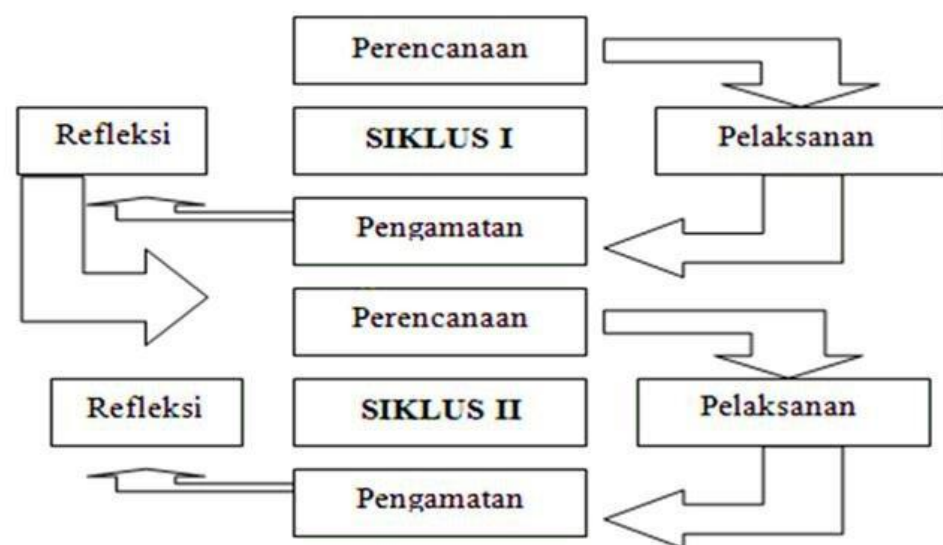 Perencanaan
Refleksi
SIKLUS I
Pelaksanan
Pengamatan
Perencanaan
Refleksi
SIKLUS II
Pelaksanan
Pengamatan